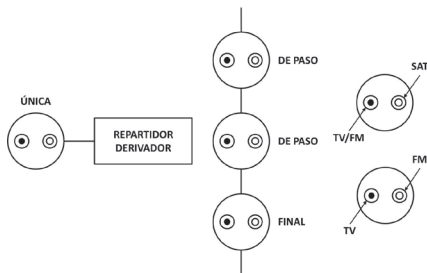 ÚNICA
REPARTIDOR
DERIVADOR
DE PASO
DE PASO
FINAL
SAT
TV/FM
FM
TV